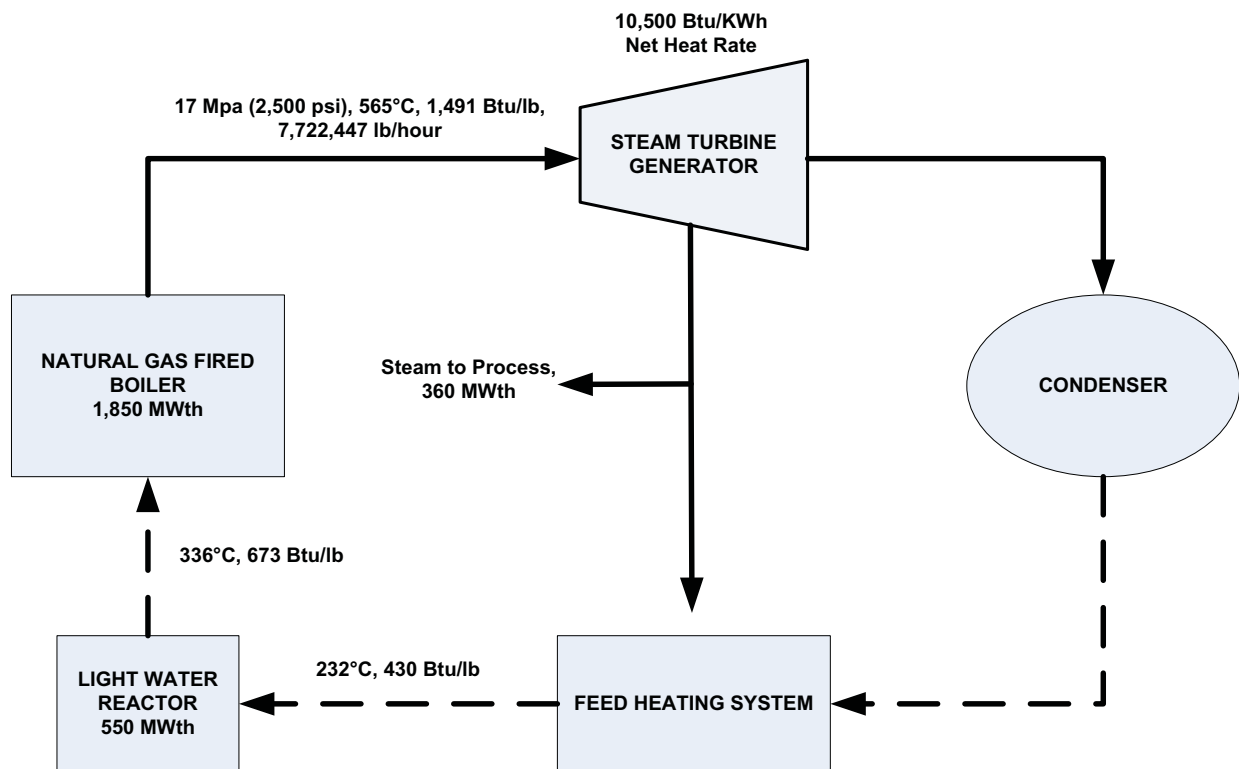 10,500 Btu/KWh
Net Heat Rate
17 Mpa (2,500 psi), 565°C, 1,491 Btu/lb,
7,722,447 lb/hour
STEAM TURBINE
GENERATOR
NATURAL GAS FIRED
BOILER
1,850 MWth
Steam to Process,
360 MWth
CONDENSER
336°C, 673 Btu/lb
LIGHT WATER
REACTOR
550 MWth
232°C, 430 Btu/lb
FEED HEATING SYSTEM